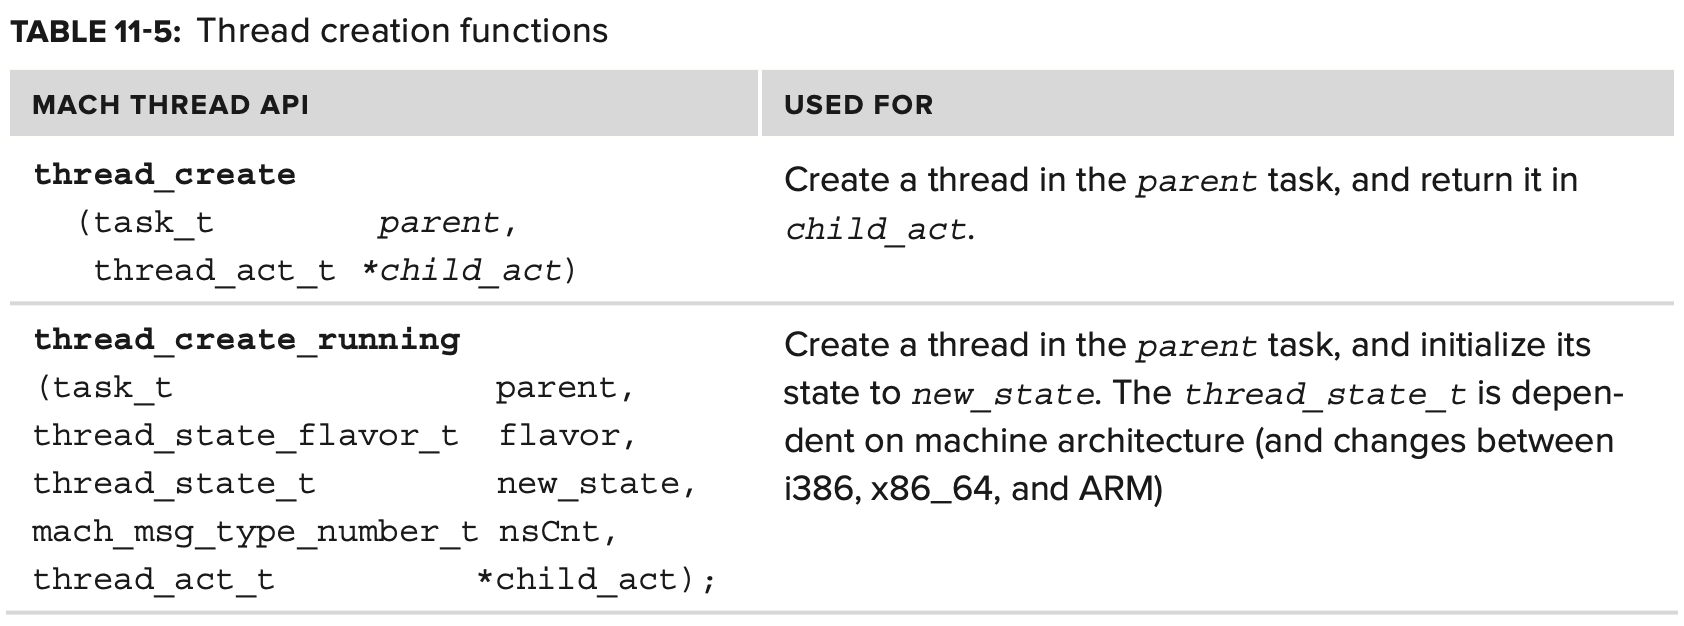 TABLE 11-5: Thread creation functions
MACH THREAD API
USED FOR
thread_create
(task_t parent,
thread_act_t *child_act)
Create a thread in the parent task, and return it in
child_act.
thread_create_running
(task_t parent,
thread_state_flavor_t flavor,
thread_state_t new_state,
mach_msg_type_number_t nsCnt,
thread_act_t *child_act);
Create a thread in the parent task, and initialize its
state to new_state. The thread_state_t is depen-
dent on machine architecture (and changes between
i386, x86_64, and ARM)